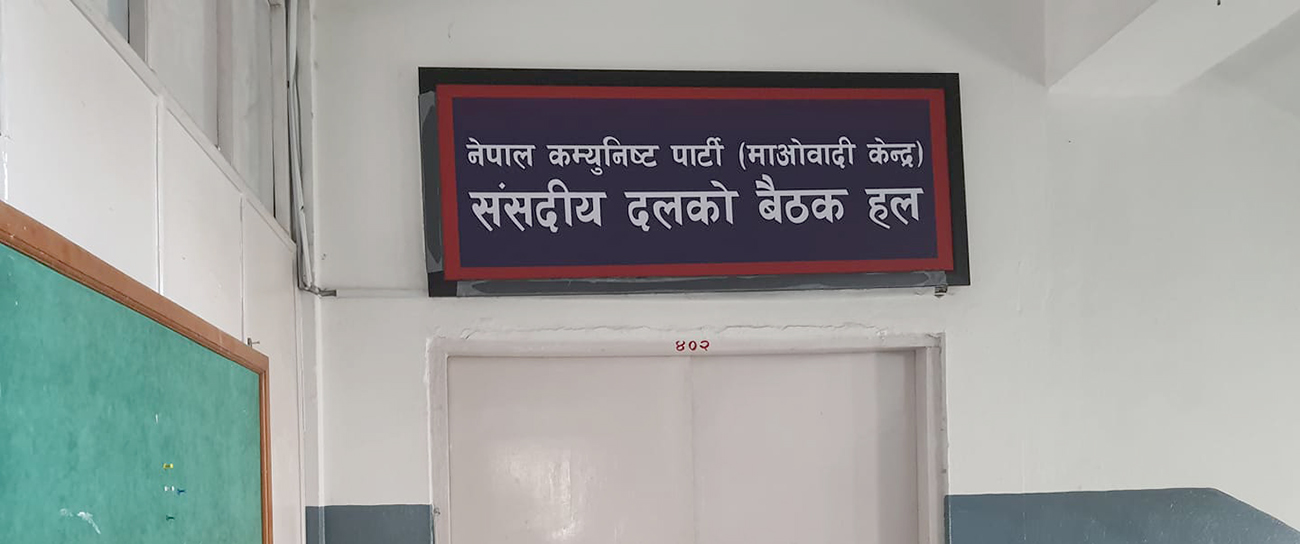 नेपाल कम्युनिष्ट पार्टी (माओवादी केन्द्र)
संसदीय दलको बैठक हल
४०२